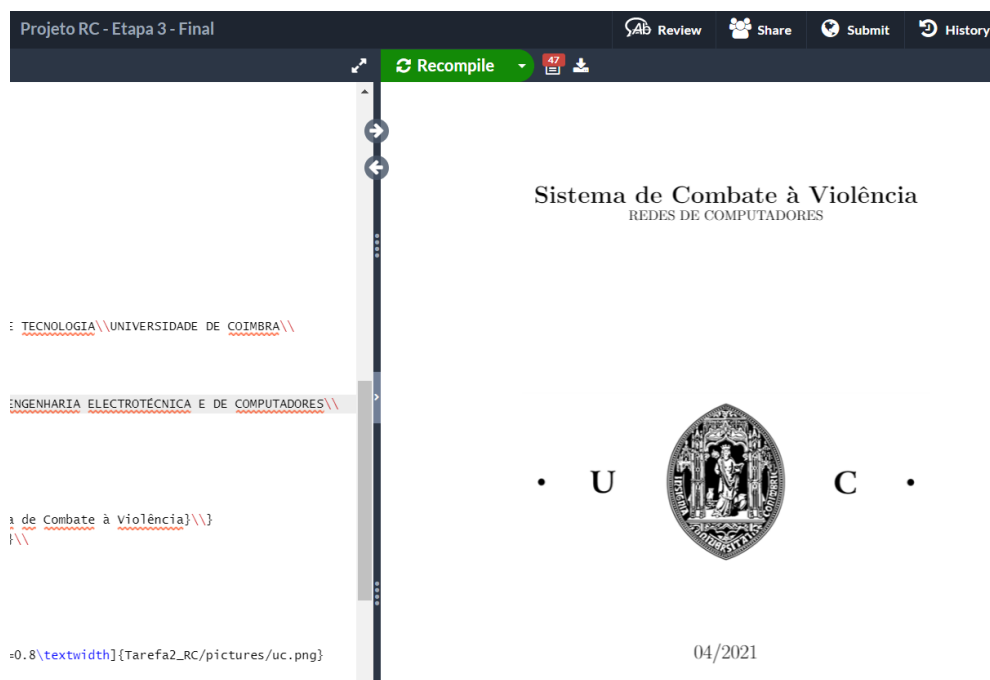 Projeto RC - Etapa 3 - Final
Review
Share
Submit
History
Recompile
47
E TECNOLOGIA\\UNIVERSIDADE DE COIMBRA\\
ENGENHARIA ELECTROTÉCNICA E DE COMPUTADORES\\
a de Combate à Violência}\\}
}\\
=0.8\textwidth]{Tarefa2_RC/pictures/uc.png}
Sistema de Combate à Violência
REDES DE COMPUTADORES
· U C ·
04/2021